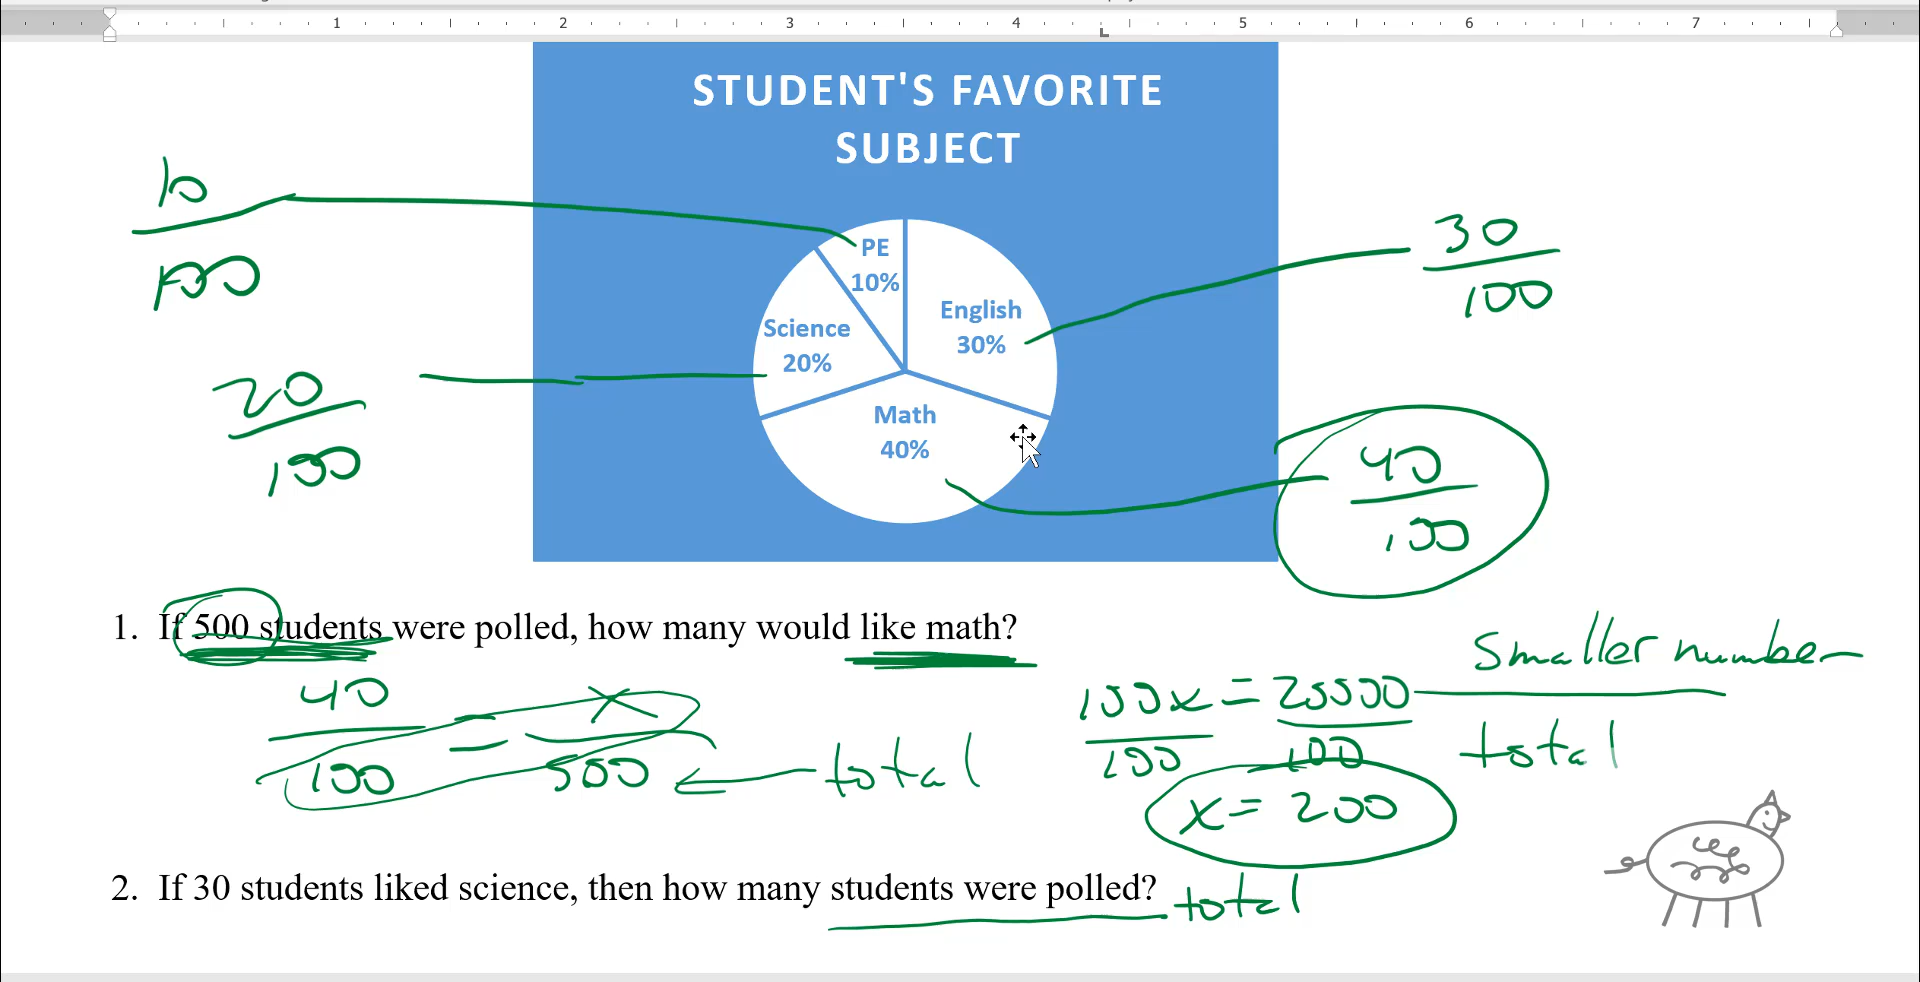 1 2 3 4 5 6 7
STUDENT'S FAVORITE
SUBJECT
10
100
PE
10%
English
30%
30
100
Science
20%
20
100
Math
40%
40
100
1. If 500 students were polled, how many would like math?
smaller number
total
40 = x
100 500 ← total
100x = 20000
100 100
x = 200
2. If 30 students liked science, then how many students were polled? total